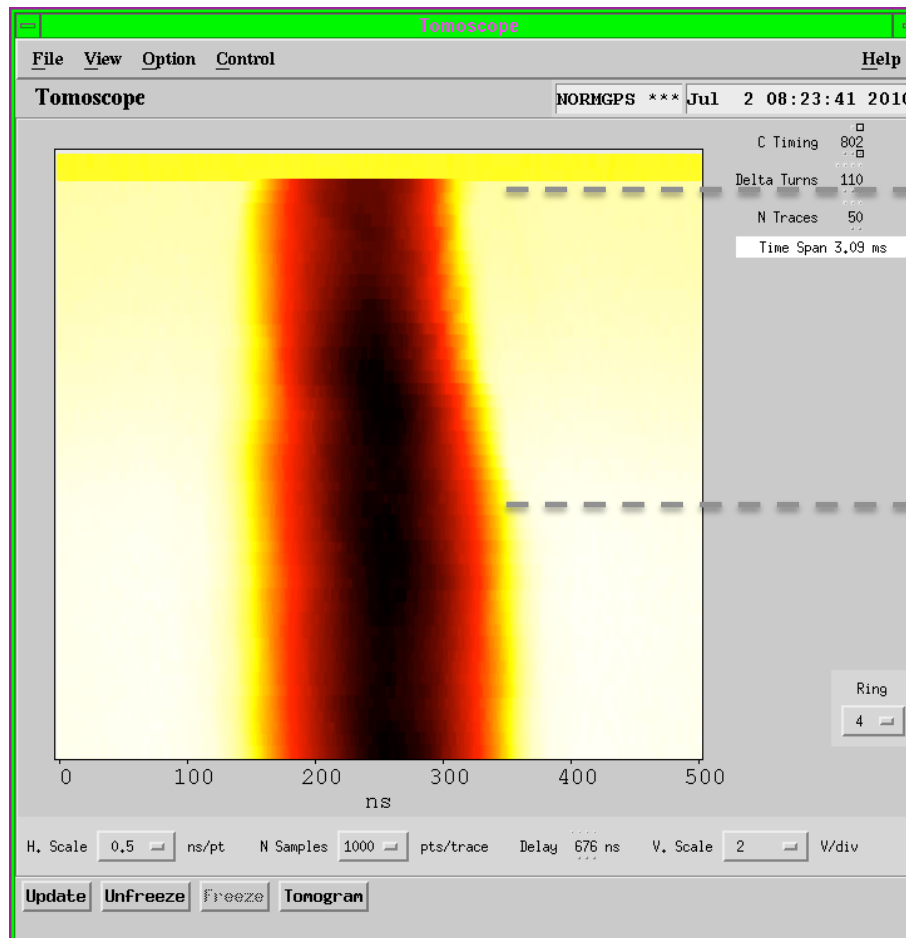 Tomoscope
File View Option Control Help
Tomoscope NORMGPS *** Jul 2 08:23:41 2010
C Timing 802
Delta Turns 110
N Traces 50
Time Span 3.09 ms
Ring
4
0 100 200 300 400 500
ns
H. Scale 0.5 ns/pt N Samples 1000 pts/trace Delay 676 ns V. Scale 2 V/div
Update Unfreeze Freeze Tomogram